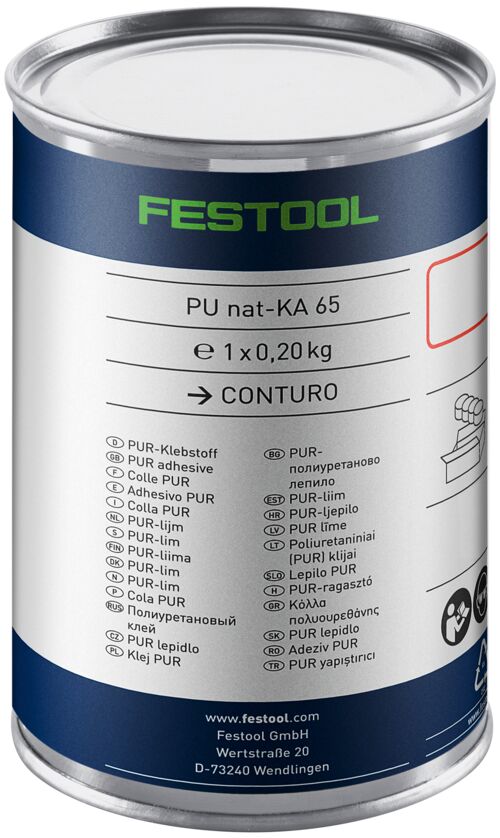 FESTOOL
PU nat-KA 65
℮ 1 x 0,20 kg
→ CONTURO
D PUR-Klebstoff
GB PUR adhesive
F Colle PUR
E Adhesivo PUR
I Colla PUR
NL PUR-lijm
S PUR-lim
FIN PUR-liima
DK PUR-lim
N PUR-lim
P Cola PUR
RUS Полиуретановый
клей
CZ PUR lepidlo
PL Klej PUR
BG PUR-
полиуретаново
лепило
EST PUR-liim
HR PUR-ljepilo
LV PUR līme
LT Poliuretaniniai
(PUR) klijai
SLO Lepilo PUR
H PUR-ragasztó
GR Κόλλα
πολυουρεθάνης
SK PUR lepidlo
RO Adeziv PUR
TR PUR yapıştırıcı
www.festool.com
Festool GmbH
Wertstraße 20
D-73240 Wendlingen